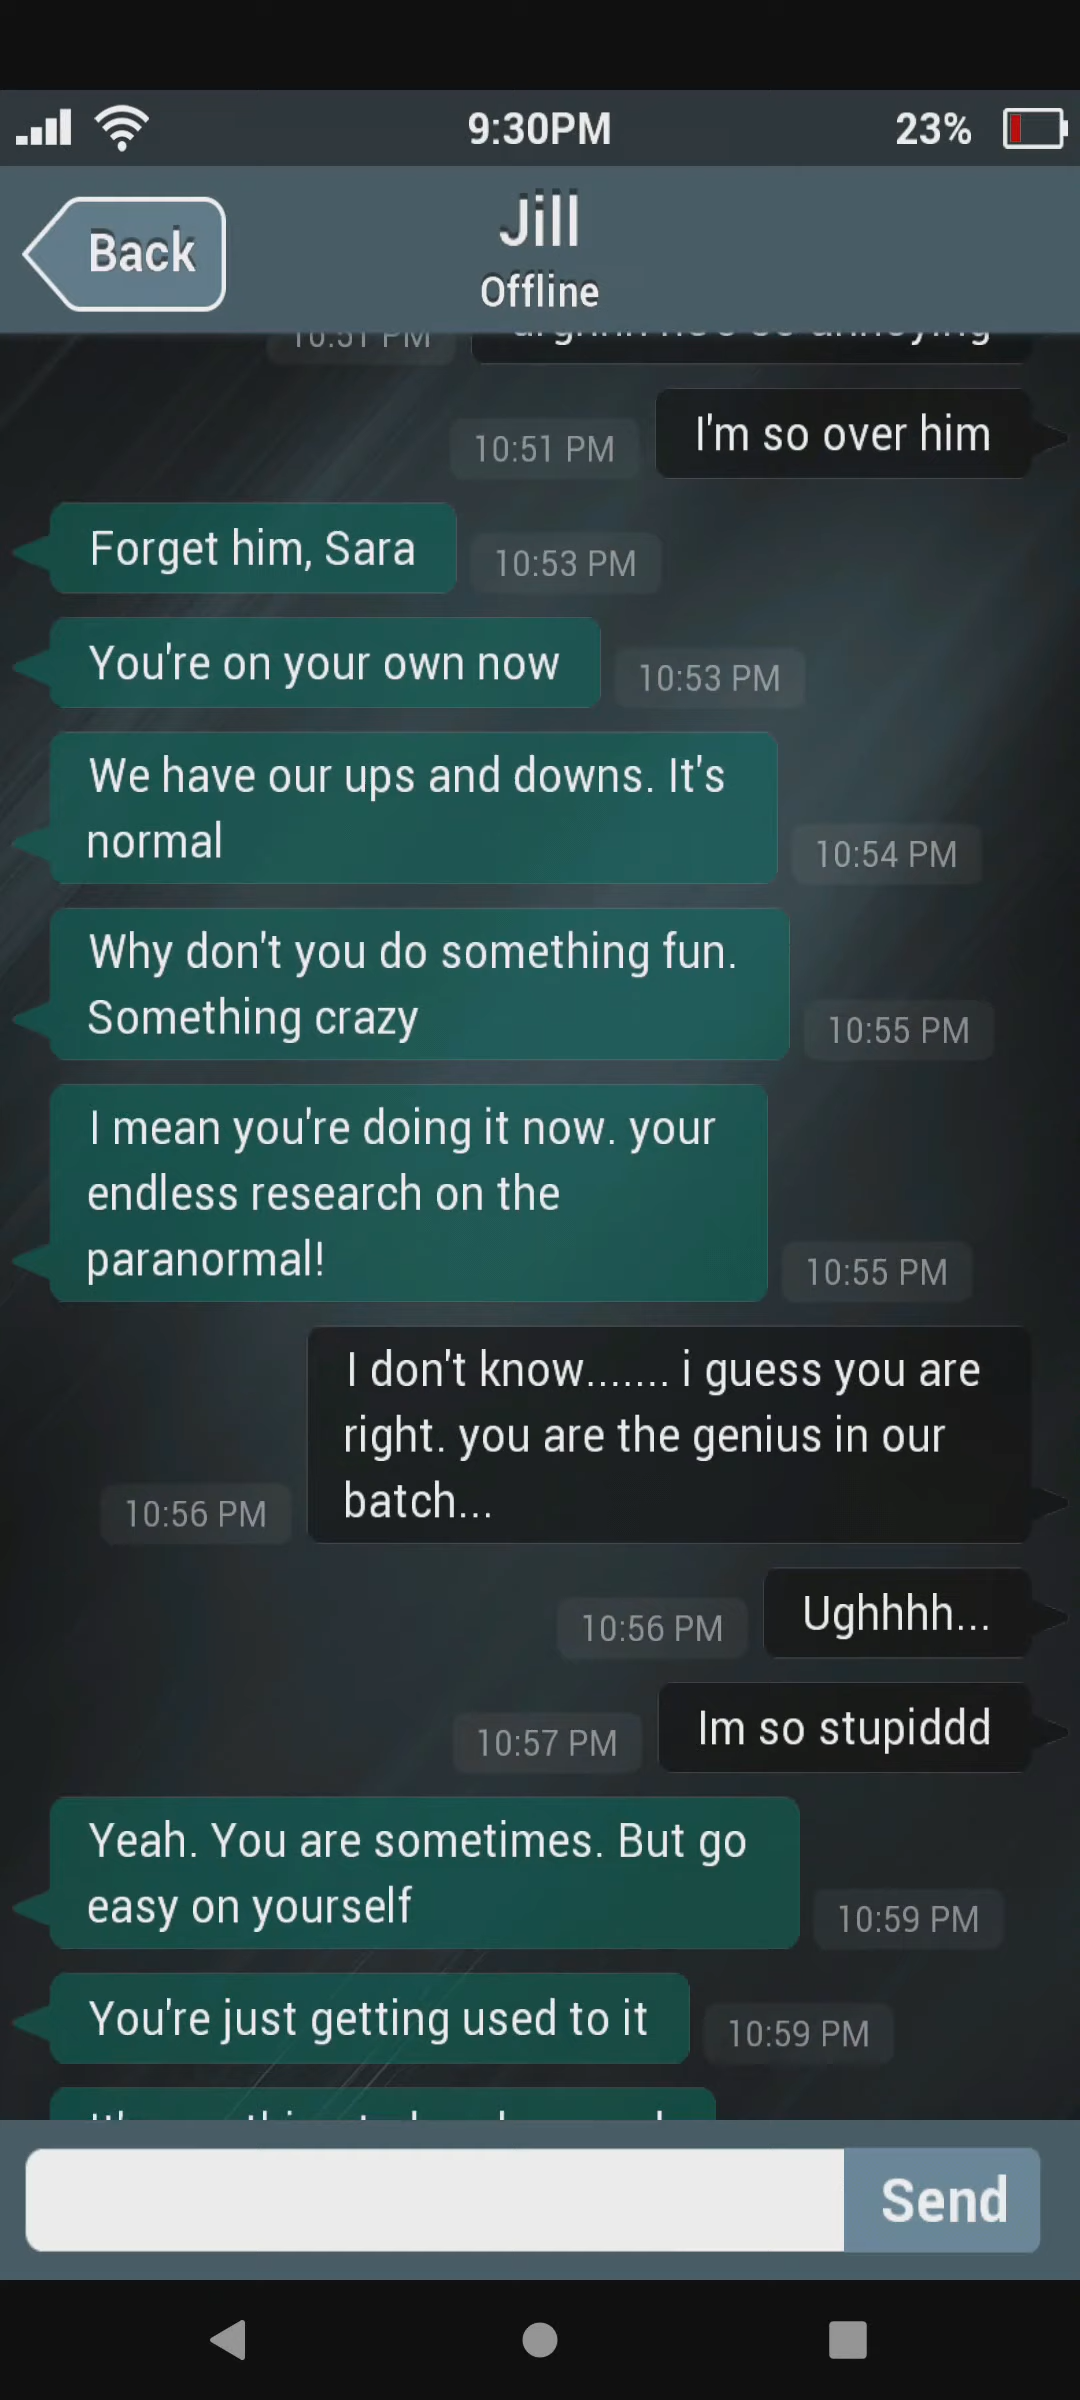 9:30PM
23%
Back
Jill
Offline
10:51 PM
annoying
10:51 PM
I'm so over him
Forget him, Sara
10:53 PM
You're on your own now
10:53 PM
We have our ups and downs. It's
normal
10:54 PM
Why don't you do something fun.
Something crazy
10:55 PM
I mean you're doing it now. your
endless research on the
paranormal!
10:55 PM
I don't know....... i guess you are
right. you are the genius in our
batch...
10:56 PM
10:56 PM
Ughhhh...
10:57 PM
Im so stupiddd
Yeah. You are sometimes. But go
easy on yourself
10:59 PM
You're just getting used to it
10:59 PM
Send